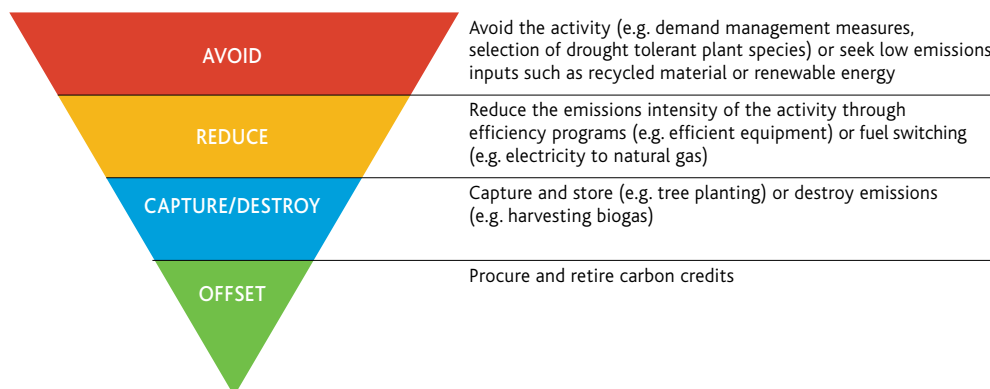 AVOID
Avoid the activity (e.g. demand management measures,
selection of drought tolerant plant species) or seek low emissions
inputs such as recycled material or renewable energy
REDUCE
Reduce the emissions intensity of the activity through
efficiency programs (e.g. efficient equipment) or fuel switching
(e.g. electricity to natural gas)
CAPTURE/DESTROY
Capture and store (e.g. tree planting) or destroy emissions
(e.g. harvesting biogas)
OFFSET
Procure and retire carbon credits